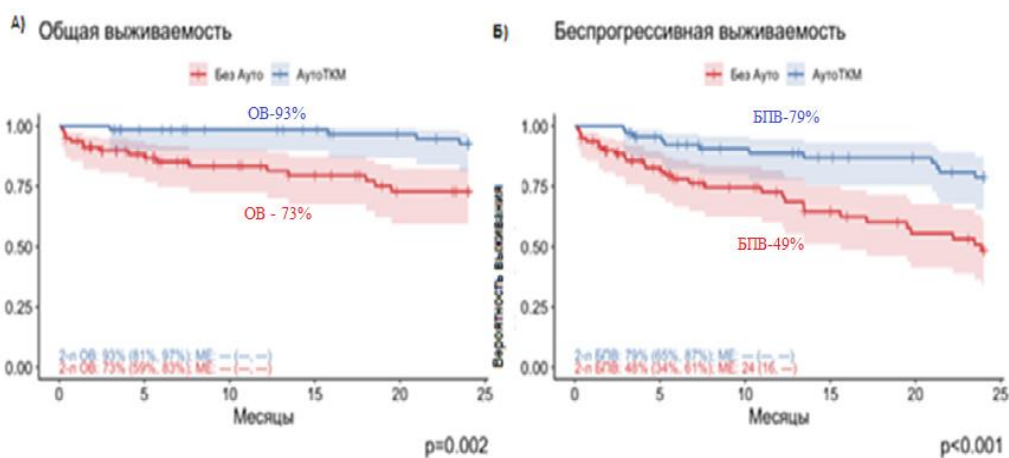 А) Общая выживаемость
Без Ауто АутоТКМ
ОВ-93%
ОВ - 73%
1.00
0.75
0.50
0.25
0.00
2-л ОВ: 93% (81%, 97%); МЕ: — (—, —)
2-л ОВ: 73% (59%, 83%); МЕ: — (—, —)
0 5 10 15 20 25
Месяцы
p=0.002
Б) Беспрогрессивная выживаемость
Без Ауто АутоТКМ
БПВ-79%
БПВ-49%
Вероятность выживания
1.00
0.75
0.50
0.25
0.00
2-л БПВ: 79% (65%, 87%); МЕ: — (—, —)
2-л БПВ: 48% (34%, 61%); МЕ: 24 (16, —)
0 5 10 15 20 25
Месяцы
p<0.001